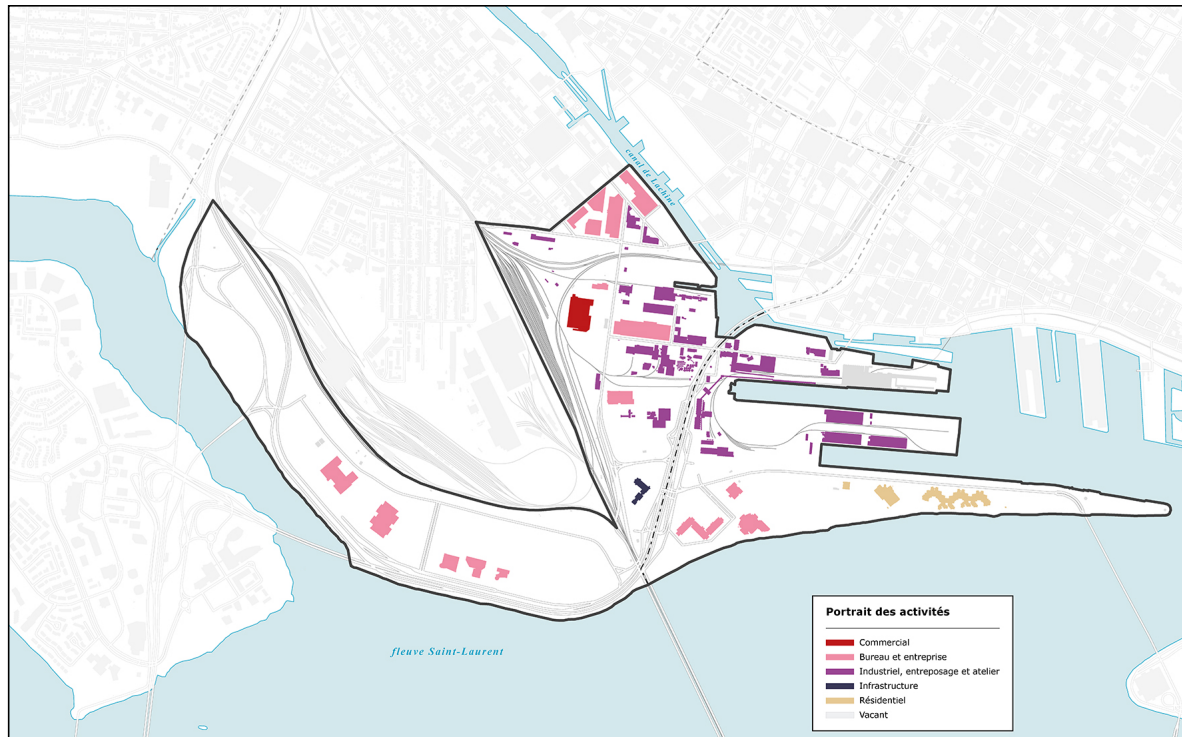 canal de Lachine
fleuve Saint-Laurent
Portrait des activités
Commercial
Bureau et entreprise
Industriel, entreposage et atelier
Infrastructure
Résidentiel
Vacant